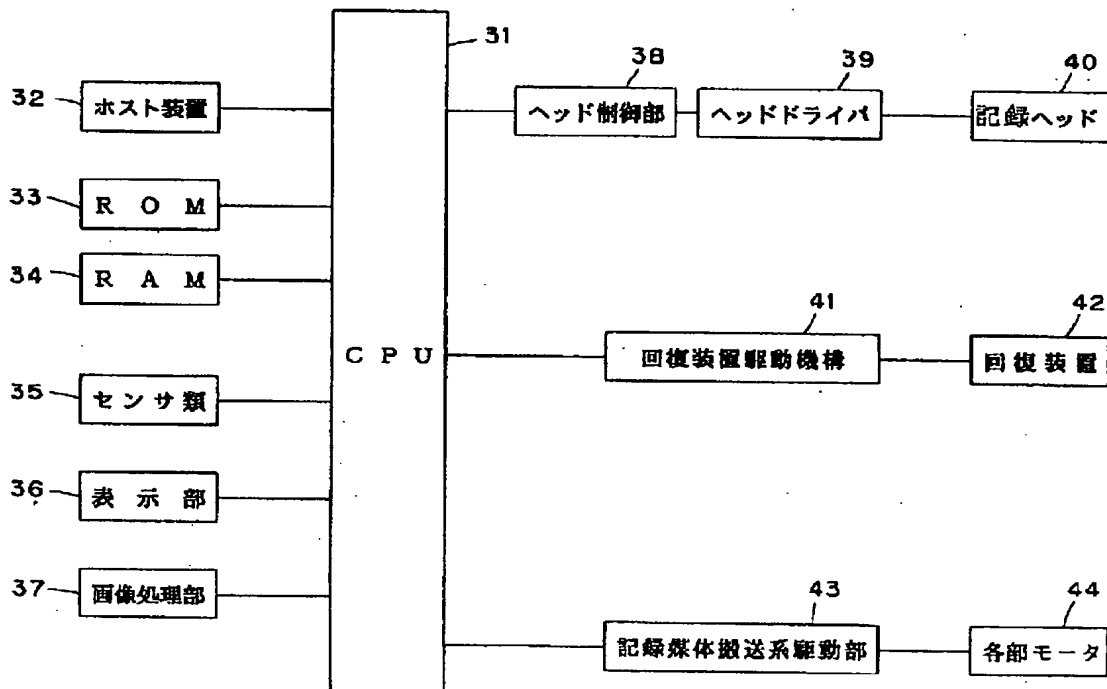 31
32
ホスト装置
38
ヘッド制御部
39
ヘッドドライバ
40
記録ヘッド
33
ROM
34
RAM
CPU
41
回復装置駆動機構
42
回復装置
35
センサ類
36
表示部
37
画像処理部
43
記録媒体搬送系駆動部
44
各部モータ